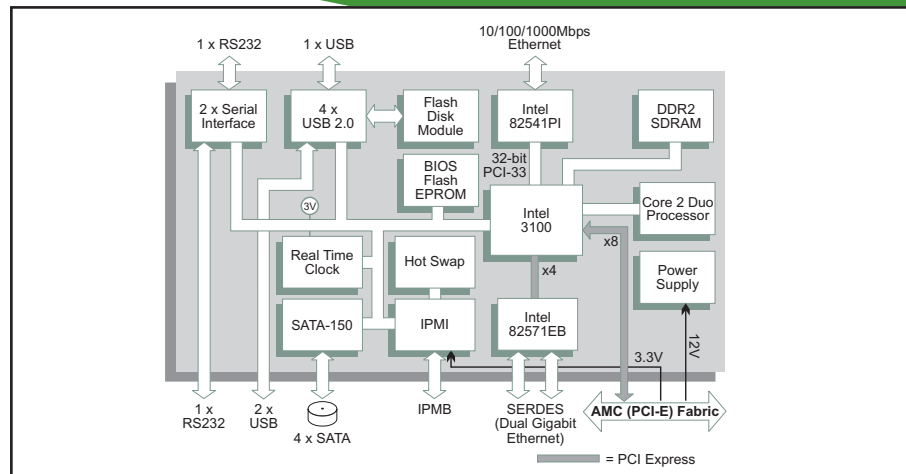 1 x RS232
1 x USB
10/100/1000Mbps
Ethernet
2 x Serial
Interface
4 x
USB 2.0
Flash
Disk
Module
Intel
82541PI
DDR2
SDRAM
32-bit
PCI-33
BIOS
Flash
EPROM
3V
Intel
3100
Core 2 Duo
Processor
x8
Real Time
Clock
Hot Swap
x4
Power
Supply
SATA-150
IPMI
Intel
82571EB
3.3V
12V
1 x
RS232
2 x
USB
4 x SATA
IPMB
SERDES
(Dual Gigabit
Ethernet)
AMC (PCI-E) Fabric
= PCI Express